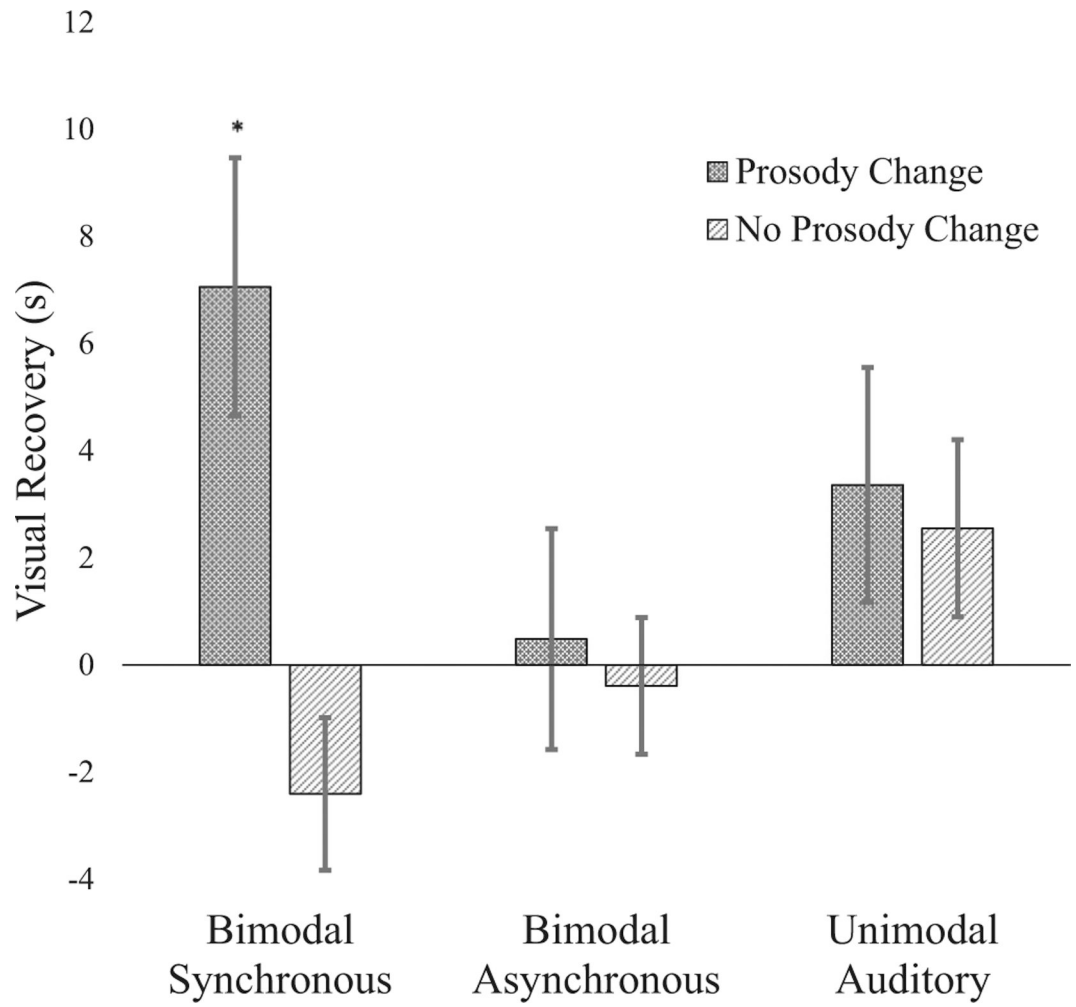 12
10
8
6
4
2
0
-2
-4
Visual Recovery (s)
*
Prosody Change
No Prosody Change
Bimodal
Synchronous
Bimodal
Asynchronous
Unimodal
Auditory